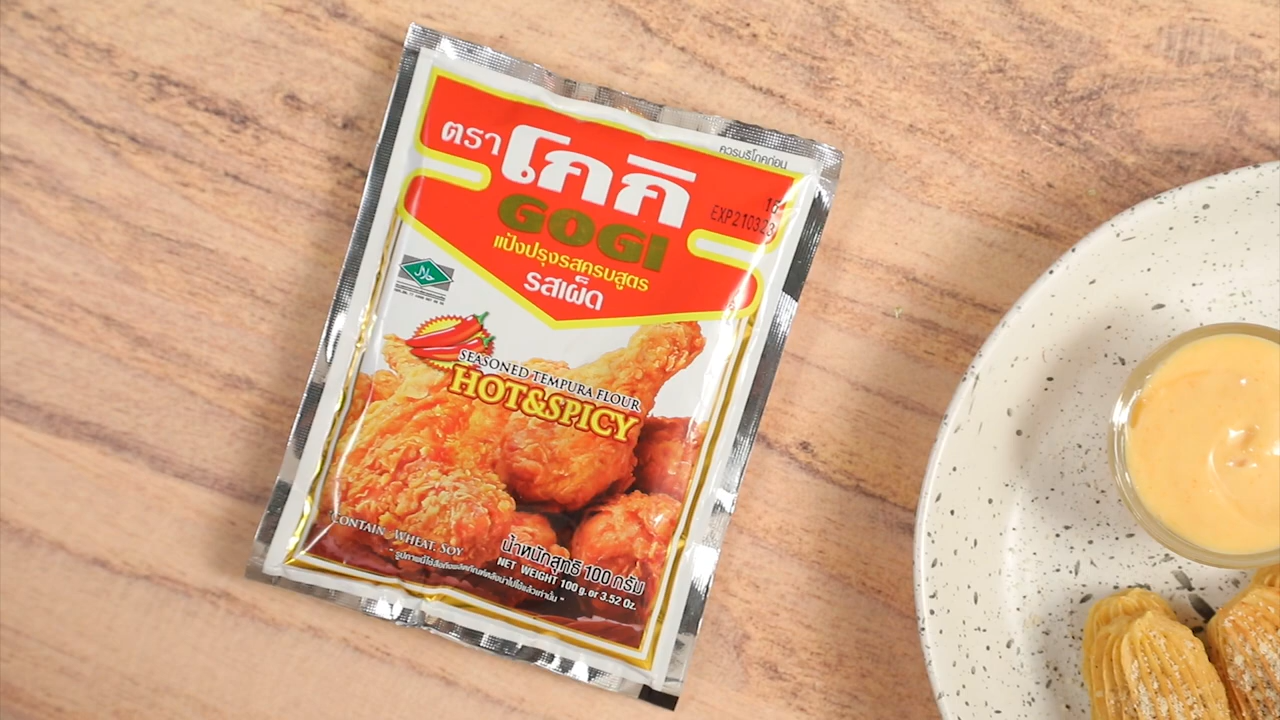 ควรบริโภคก่อน
ตราโกกิ
EXP210323
GOGI
แป้งปรุงรสครบสูตร
รสเผ็ด
SEASONED TEMPURA FLOUR
HOT&SPICY
CONTAIN WHEAT, SOY
น้ำหนักสุทธิ 100 กรัม
NET WEIGHT 100 g. or 3.52 Oz.